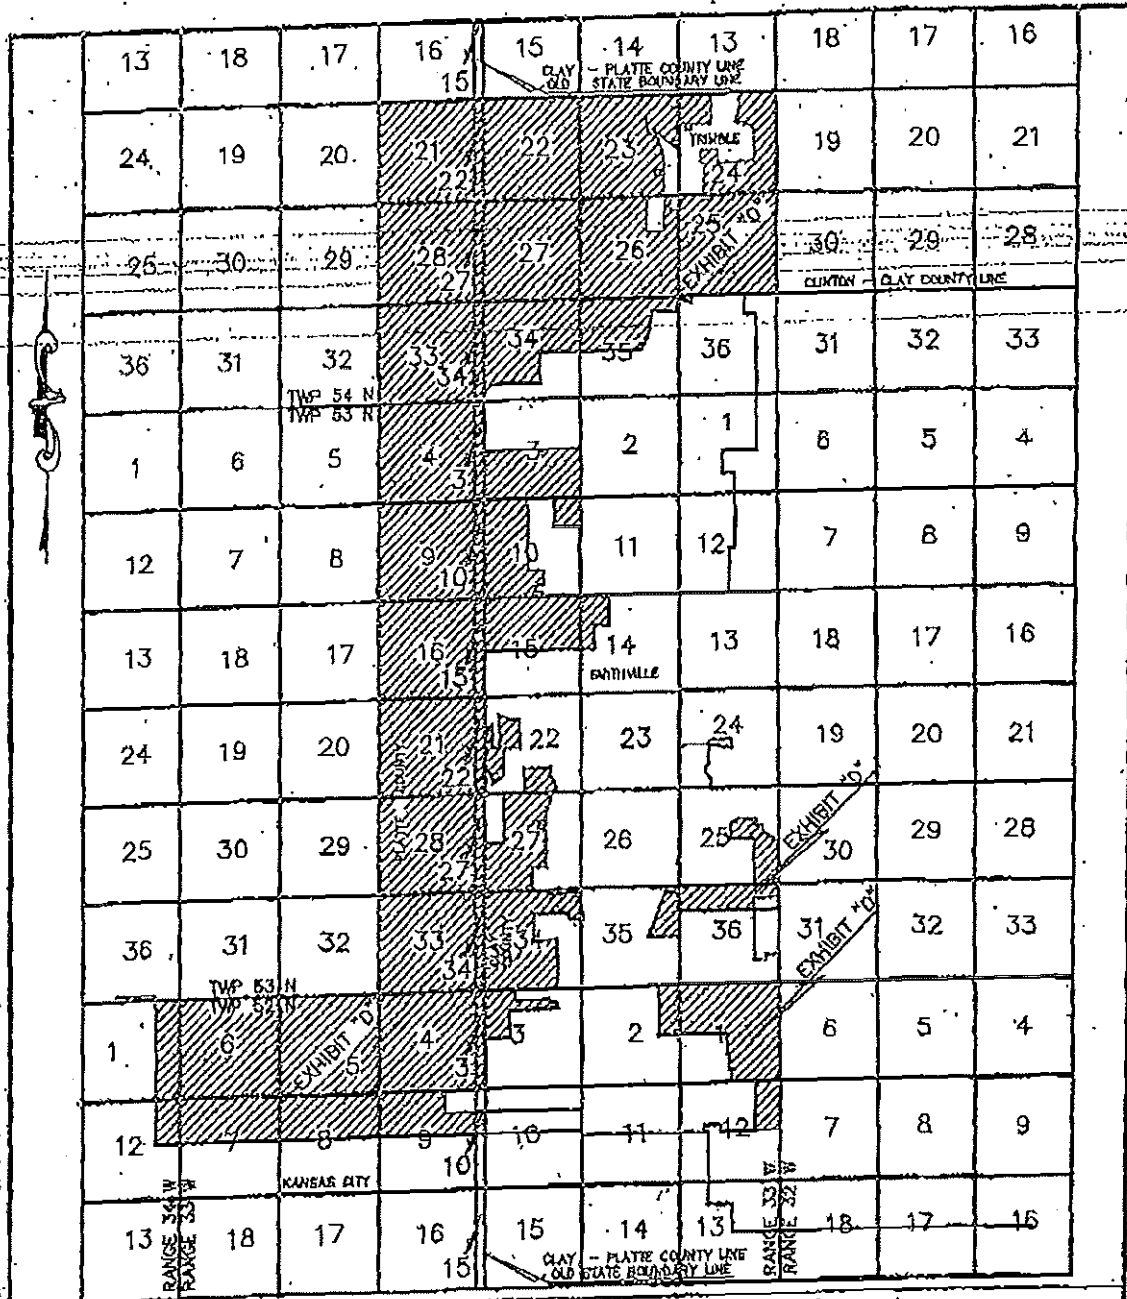 13 18 17 16 15 14 13 18 17 16
15
CLAY - PLATTE COUNTY LINE
OLD STATE BOUNDARY LINE
24 19 20 21 22 23 TRIMBLE 19 20 21
22 24
25 30 29 28 27 26 25 30 29 28
27 EXHIBIT "D"
CLINTON - CLAY COUNTY LINE
36 31 32 33 34 35 36 31 32 33
34
TWP 54 N
TWP 53 N
1 6 5 4 3 2 1 6 5 4
3
12 7 8 9 10 11 12 7 8 9
10
13 18 17 16 15 14 13 18 17 16
15
SMITHVILLE
24 19 20 21 22 23 24 19 20 21
22
PLATTE COUNTY
EXHIBIT "D"
25 30 29 28 27 26 25 30 29 28
27
36 31 32 33 34 35 36 31 32 33
34
EXHIBIT "D"
TWP 53 N
TWP 52 N
1 6 5 4 3 2 1 6 5 4
3
EXHIBIT "D"
12 7 8 9 10 11 12 7 8 9
10
KANSAS CITY
13 18 17 16 15 14 13 18 17 16
15
RANGE 34 W
RANGE 33 W
RANGE 33 W
RANGE 32 W
CLAY - PLATTE COUNTY LINE
OLD STATE BOUNDARY LINE